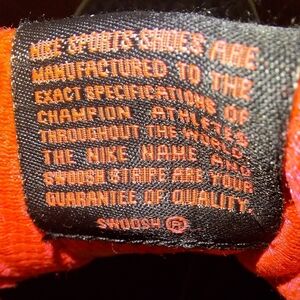 NIKE SPORTS SHOES ARE
MANUFACTURED TO THE
EXACT SPECIFICATIONS OF
CHAMPION ATHLETES
THROUGHOUT THE WORLD.
THE NIKE NAME AND
SWOOSH STRIPE ARE YOUR
GUARANTEE OF QUALITY.
SWOOSH ®